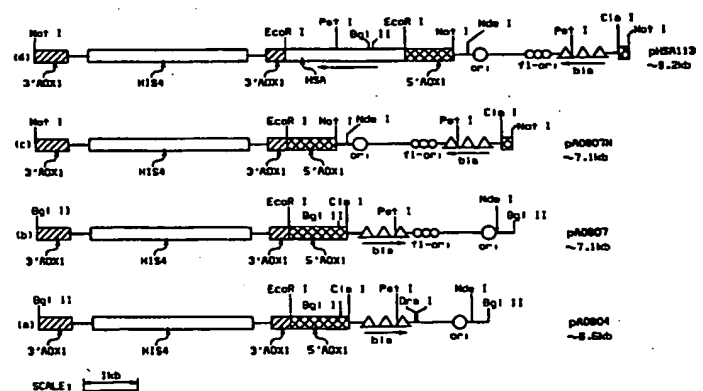 EcoR I Pst I Bgl II EcoR I Not I Nde I Pst I Cla I Not I
Not I
(d)
pHSA113
~9.2kb
3'AOX1 HIS4 3'AOX1 HSA 5'AOX1 ori f1-ori bla
Not I EcoR I Not I Nde I Pst I Cla I Not I
(c)
pAO807N
~7.1kb
3'AOX1 HIS4 3'AOX1 5'AOX1 ori f1-ori bla
Bgl II EcoR I Bgl II Cla I Pst I Nde I Bgl II
(b)
pAO807
~7.1kb
3'AOX1 HIS4 3'AOX1 5'AOX1 bla f1-ori ori
Bgl II EcoR I Bgl II Cla I Pst I Dra I Nde I Bgl II
(a)
pAO804
~6.6kb
3'AOX1 HIS4 3'AOX1 5'AOX1 bla ori
SCALE: 1kb